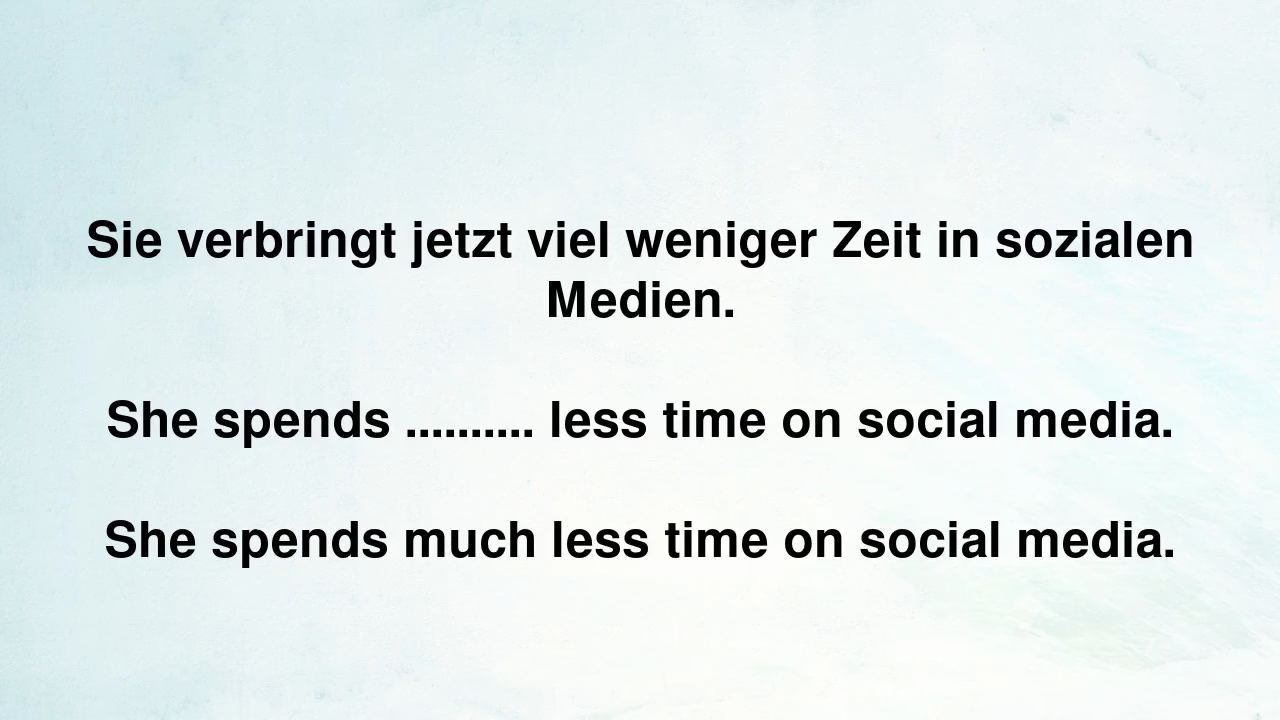 Sie verbringt jetzt viel weniger Zeit in sozialen
Medien.
She spends .......... less time on social media.
She spends much less time on social media.